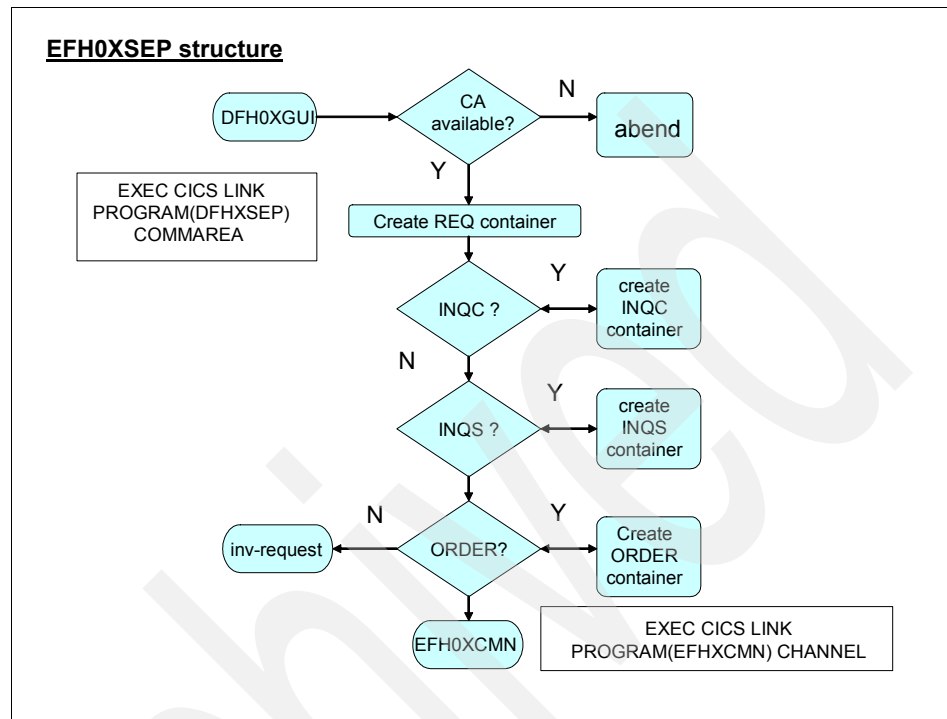 EFH0XSEP structure
DFH0XGUI
CA
available?
N
abend
Y
EXEC CICS LINK
PROGRAM(DFHXSEP)
COMMAREA
Create REQ container
INQC ?
Y
create
INQC
container
N
INQS ?
Y
create
INQS
container
N
inv-request
ORDER?
Y
Create
ORDER
container
EFH0XCMN
EXEC CICS LINK
PROGRAM(EFHXCMN) CHANNEL
hived